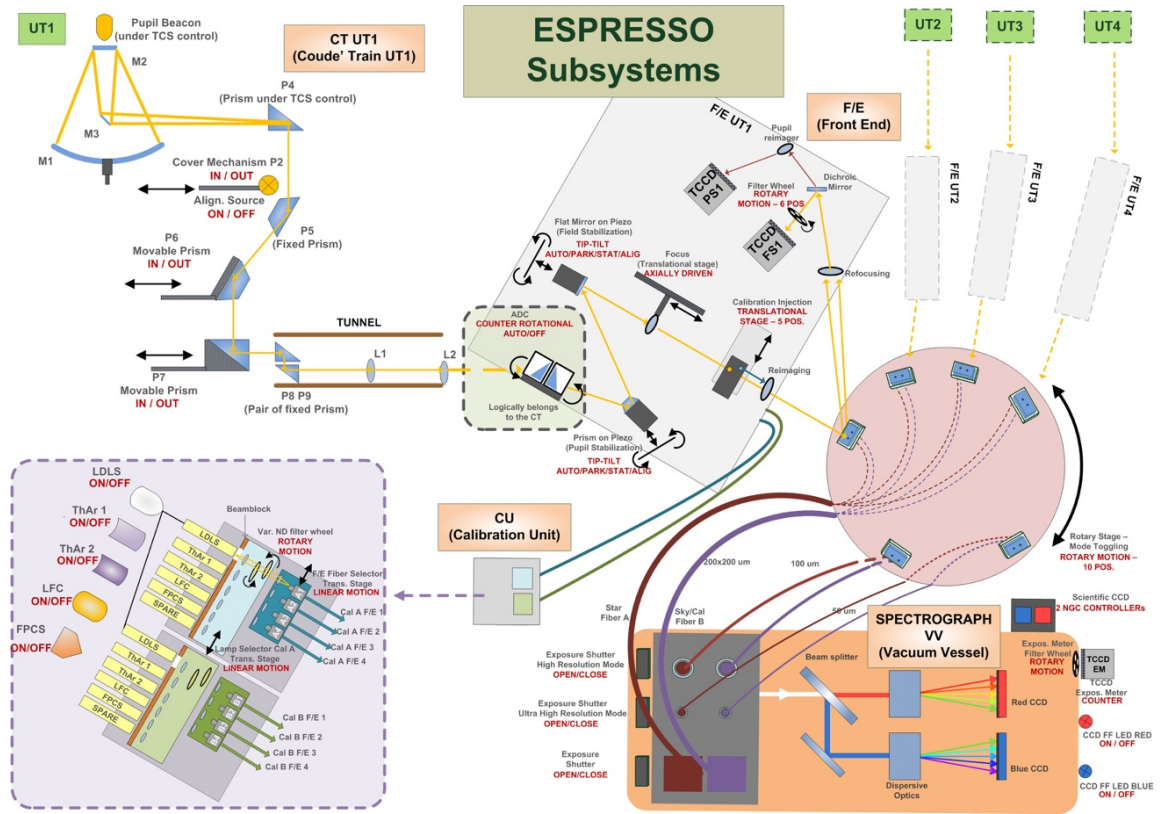 ESPRESSO
Subsystems
UT1
Pupil Beacon
(under TCS control)
M2
M3
M1
CT UT1
(Coude' Train UT1)
P4
(Prism under TCS control)
Cover Mechanism P2
IN / OUT
Align. Source
ON / OFF
P5
(Fixed Prism)
P6
Movable Prism
IN / OUT
P7
Movable Prism
IN / OUT
TUNNEL
L1
L2
P8 P9
(Pair of fixed Prism)
ADC
COUNTER ROTATIONAL
AUTO/OFF
Logically belongs
to the CT
F/E UT1
F/E
(Front End)
Pupil
reimager
TCCD
PS1
Dichroic
Mirror
Filter Wheel
ROTARY
MOTION – 6 POS
TCCD
FS1
Refocusing
Flat Mirror on Piezo
(Field Stabilization)
TIP-TILT
AUTO/PARK/STAT/ALIG
Focus
(Translational stage)
AXIALLY DRIVEN
Calibration Injection
TRANSLATIONAL
STAGE – 5 POS.
Reimaging
Prism on Piezo
(Pupil Stabilization)
TIP-TILT
AUTO/PARK/STAT/ALIG
UT2
UT3
UT4
F/E UT2
F/E UT3
F/E UT4
Rotary Stage –
Mode Toggling
ROTARY MOTION –
10 POS.
CU
(Calibration Unit)
LDLS
ON/OFF
ThAr 1
ON/OFF
ThAr 2
ON/OFF
LFC
ON/OFF
FPCS
ON/OFF
Beamblock
Var. ND filter wheel
ROTARY
MOTION
LDLS
ThAr 1
ThAr 2
LFC
FPCS
SPARE
F/E Fiber Selector
Trans. Stage
LINEAR MOTION
Cal A F/E 1
Cal A F/E 2
Cal A F/E 3
Cal A F/E 4
Lamp Selector Cal A
Trans. Stage
LINEAR MOTION
LDLS
ThAr 1
ThAr 2
LFC
FPCS
SPARE
Cal B F/E 1
Cal B F/E 2
Cal B F/E 3
Cal B F/E 4
200x200 um
100 um
50 um
Star
Fiber A
Sky/Cal
Fiber B
Exposure Shutter
High Resolution Mode
OPEN/CLOSE
Exposure Shutter
Ultra High Resolution Mode
OPEN/CLOSE
Exposure
Shutter
OPEN/CLOSE
SPECTROGRAPH
VV
(Vacuum Vessel)
Beam splitter
Dispersive
Optics
Red CCD
Blue CCD
Scientific CCD
2 NGC CONTROLLERs
Expos. Meter
Filter Wheel
ROTARY
MOTION
TCCD
EM
TCCD
Expos. Meter
COUNTER
CCD FF LED RED
ON / OFF
CCD FF LED BLUE
ON / OFF